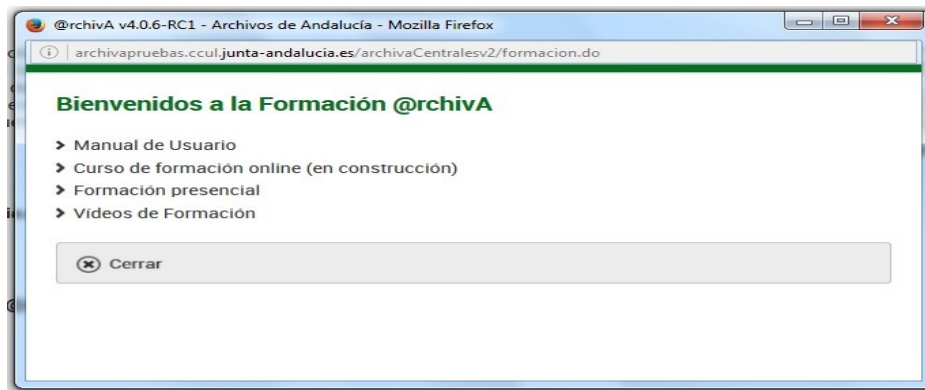 @rchivA v4.0.6-RC1 - Archivos de Andalucía - Mozilla Firefox
archivapruebas.ccul.junta-andalucia.es/archivaCentralesv2/formacion.do
Bienvenidos a la Formación @rchivA
Manual de Usuario
Curso de formación online (en construcción)
Formación presencial
Vídeos de Formación
Cerrar